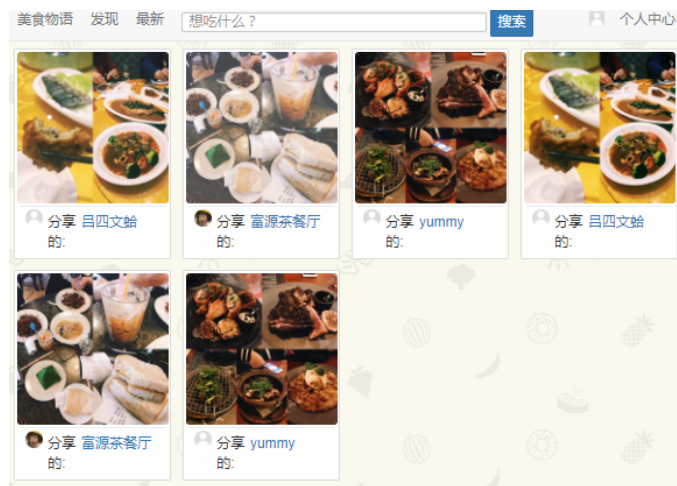 美食物语 发现 最新 想吃什么？ 搜索 个人中心
分享 吕四文蛤
的:
分享 富源茶餐厅
的:
分享 yummy
的:
分享 吕四文蛤
的:
分享 富源茶餐厅
的:
分享 yummy
的: